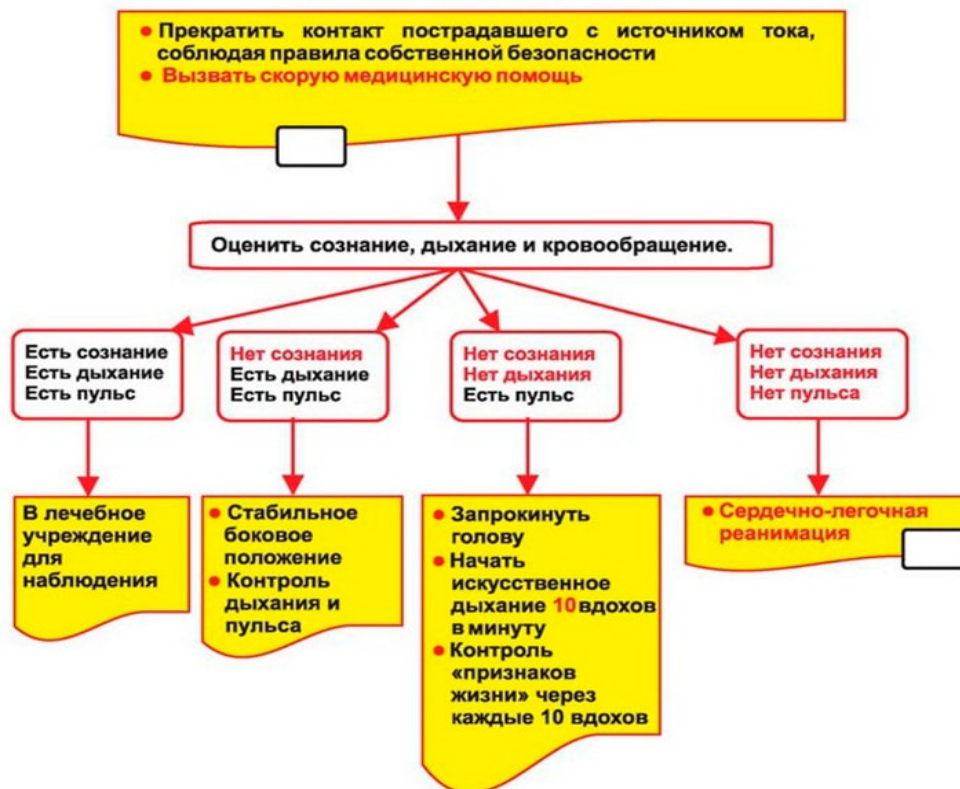 • Прекратить контакт пострадавшего с источником тока,
соблюдая правила собственной безопасности
• Вызвать скорую медицинскую помощь
Оценить сознание, дыхание и кровообращение.
Есть сознание
Есть дыхание
Есть пульс
Нет сознания
Есть дыхание
Есть пульс
Нет сознания
Нет дыхания
Есть пульс
Нет сознания
Нет дыхания
Нет пульса
В лечебное
учреждение
для
наблюдения
• Стабильное
боковое
положение
• Контроль
дыхания и
пульса
• Запрокинуть
голову
• Начать
искусственное
дыхание 10 вдохов
в минуту
• Контроль
«признаков
жизни» через
каждые 10 вдохов
• Сердечно-легочная
реанимация